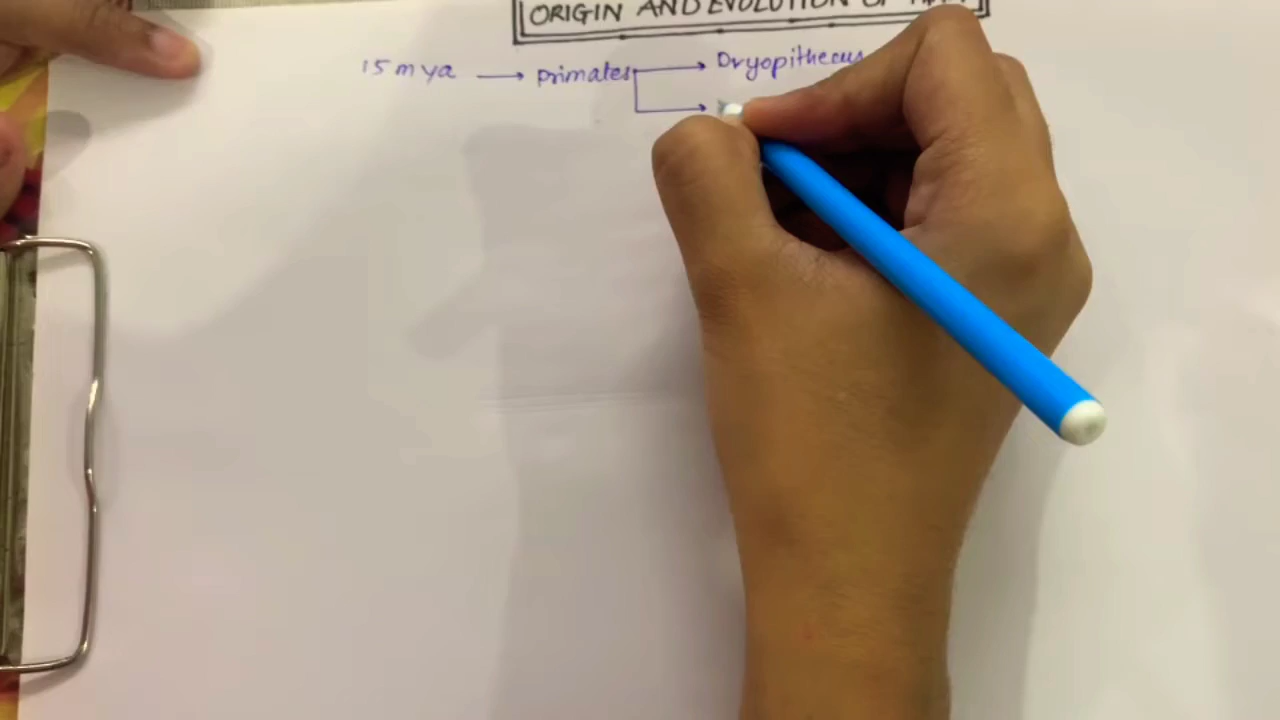 ORIGIN AND EVOLUTION OF
15 mya → primates → Dryopithecus